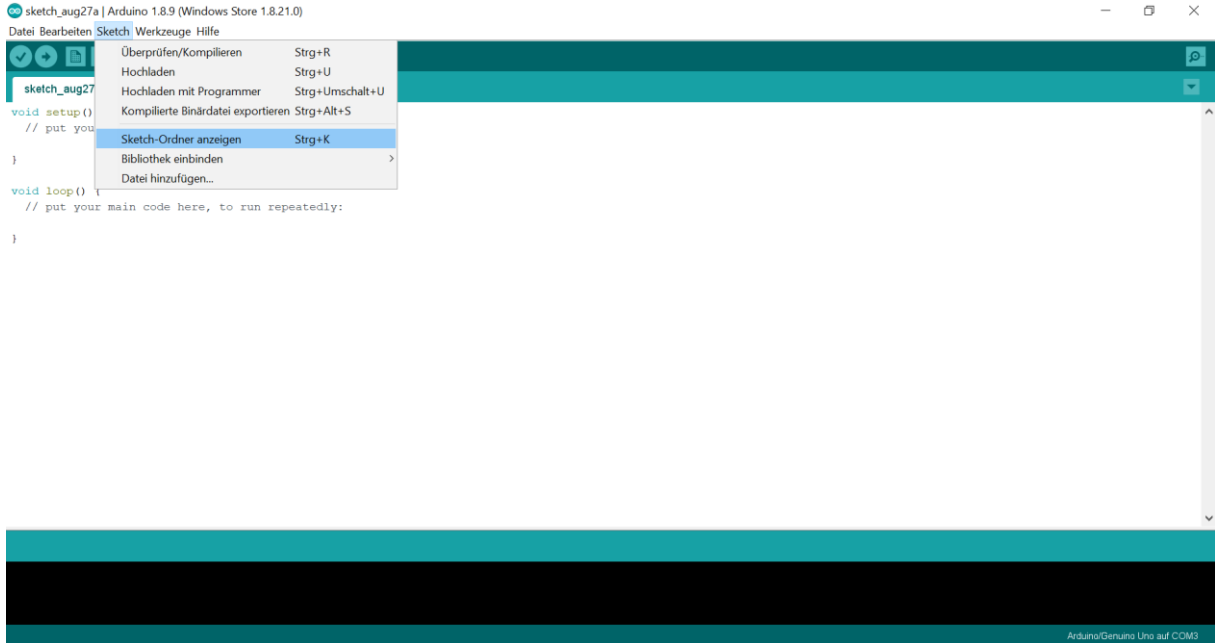 sketch_aug27a | Arduino 1.8.9 (Windows Store 1.8.21.0)
Datei Bearbeiten Sketch Werkzeuge Hilfe
Überprüfen/Kompilieren Strg+R
Hochladen Strg+U
Hochladen mit Programmer Strg+Umschalt+U
Kompilierte Binärdatei exportieren Strg+Alt+S
Sketch-Ordner anzeigen Strg+K
Bibliothek einbinden
Datei hinzufügen...
sketch_aug27
void setup()
// put you
}
void loop() {
// put your main code here, to run repeatedly:
}
Arduino/Genuino Uno auf COM3